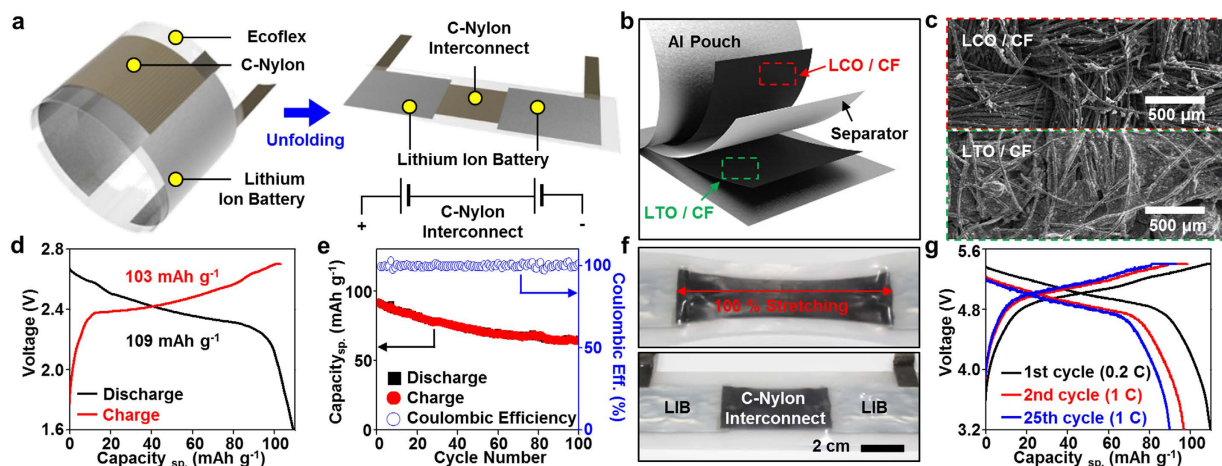 a
Ecoflex
C-Nylon
Lithium
Ion Battery
Unfolding
C-Nylon
Interconnect
Lithium Ion Battery
C-Nylon
Interconnect
+
-
b
Al Pouch
LCO / CF
Separator
LTO / CF
c
LCO / CF
500 µm
LTO / CF
500 µm
d
2.8
2.4
2.0
1.6
Voltage (V)
103 mAh g⁻¹
109 mAh g⁻¹
Discharge
Charge
0 20 40 60 80 100
Capacity sp. (mAh g⁻¹)
e
100
50
0
Capacity sp. (mAh g⁻¹)
100
50
0
Coulombic Eff. (%)
Discharge
Charge
Coulombic Efficiency
0 20 40 60 80 100
Cycle Number
f
100 % Stretching
LIB
C-Nylon
Interconnect
LIB
2 cm
g
5.6
4.8
4.0
3.2
Voltage (V)
1st cycle (0.2 C)
2nd cycle (1 C)
25th cycle (1 C)
0 20 40 60 80 100
Capacity sp. (mAh g⁻¹)